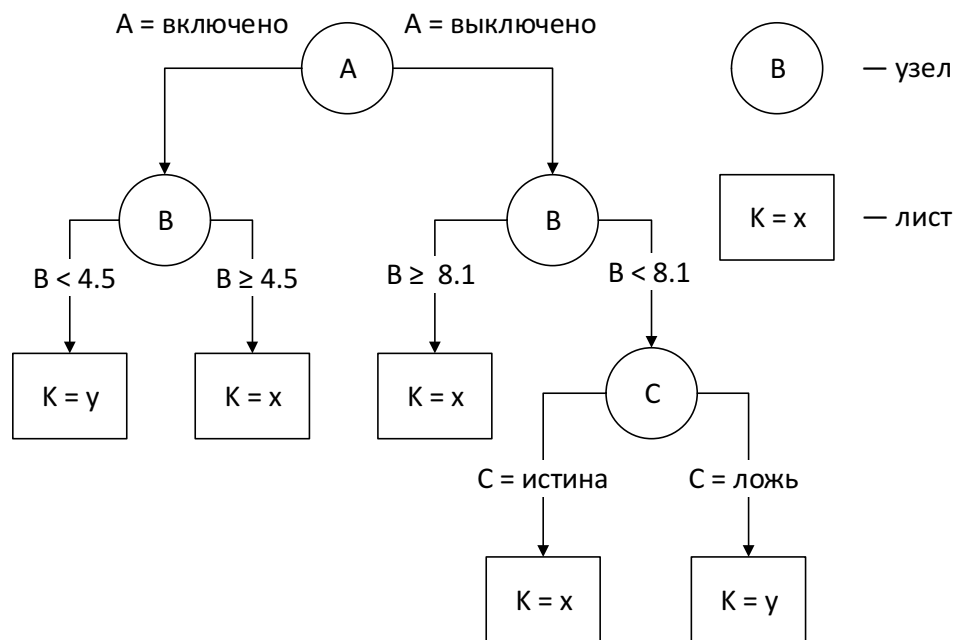 A = включено
A = выключено
A
B
— узел
B
B
K = x
— лист
B < 4.5
B ≥ 4.5
B ≥ 8.1
B < 8.1
K = y
K = x
K = x
C
C = истина
C = ложь
K = x
K = y